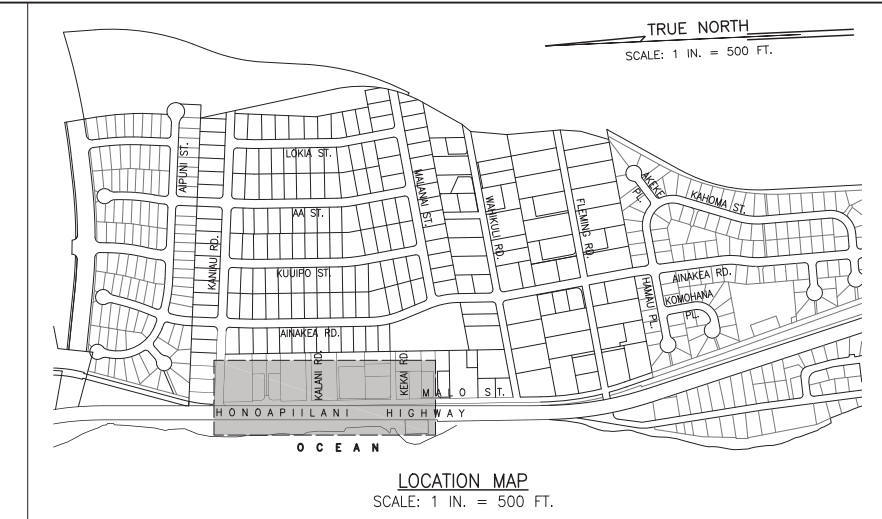 TRUE NORTH
SCALE: 1 IN. = 500 FT.
LOKIA ST.
AIPUNI ST.
MALANAI ST.
AKEKE PL.
KAHOMA ST.
WAHIKULI RD.
FLEMING RD.
AA ST.
KANIAU RD.
KUUIPO ST.
AINAKEA RD.
HAMAU PL.
KOMOHANA PL.
AINAKEA RD.
KALANI RD.
KEKAI RD
MALO ST.
HONOAPIILANI HIGHWAY
OCEAN
LOCATION MAP
SCALE: 1 IN. = 500 FT.